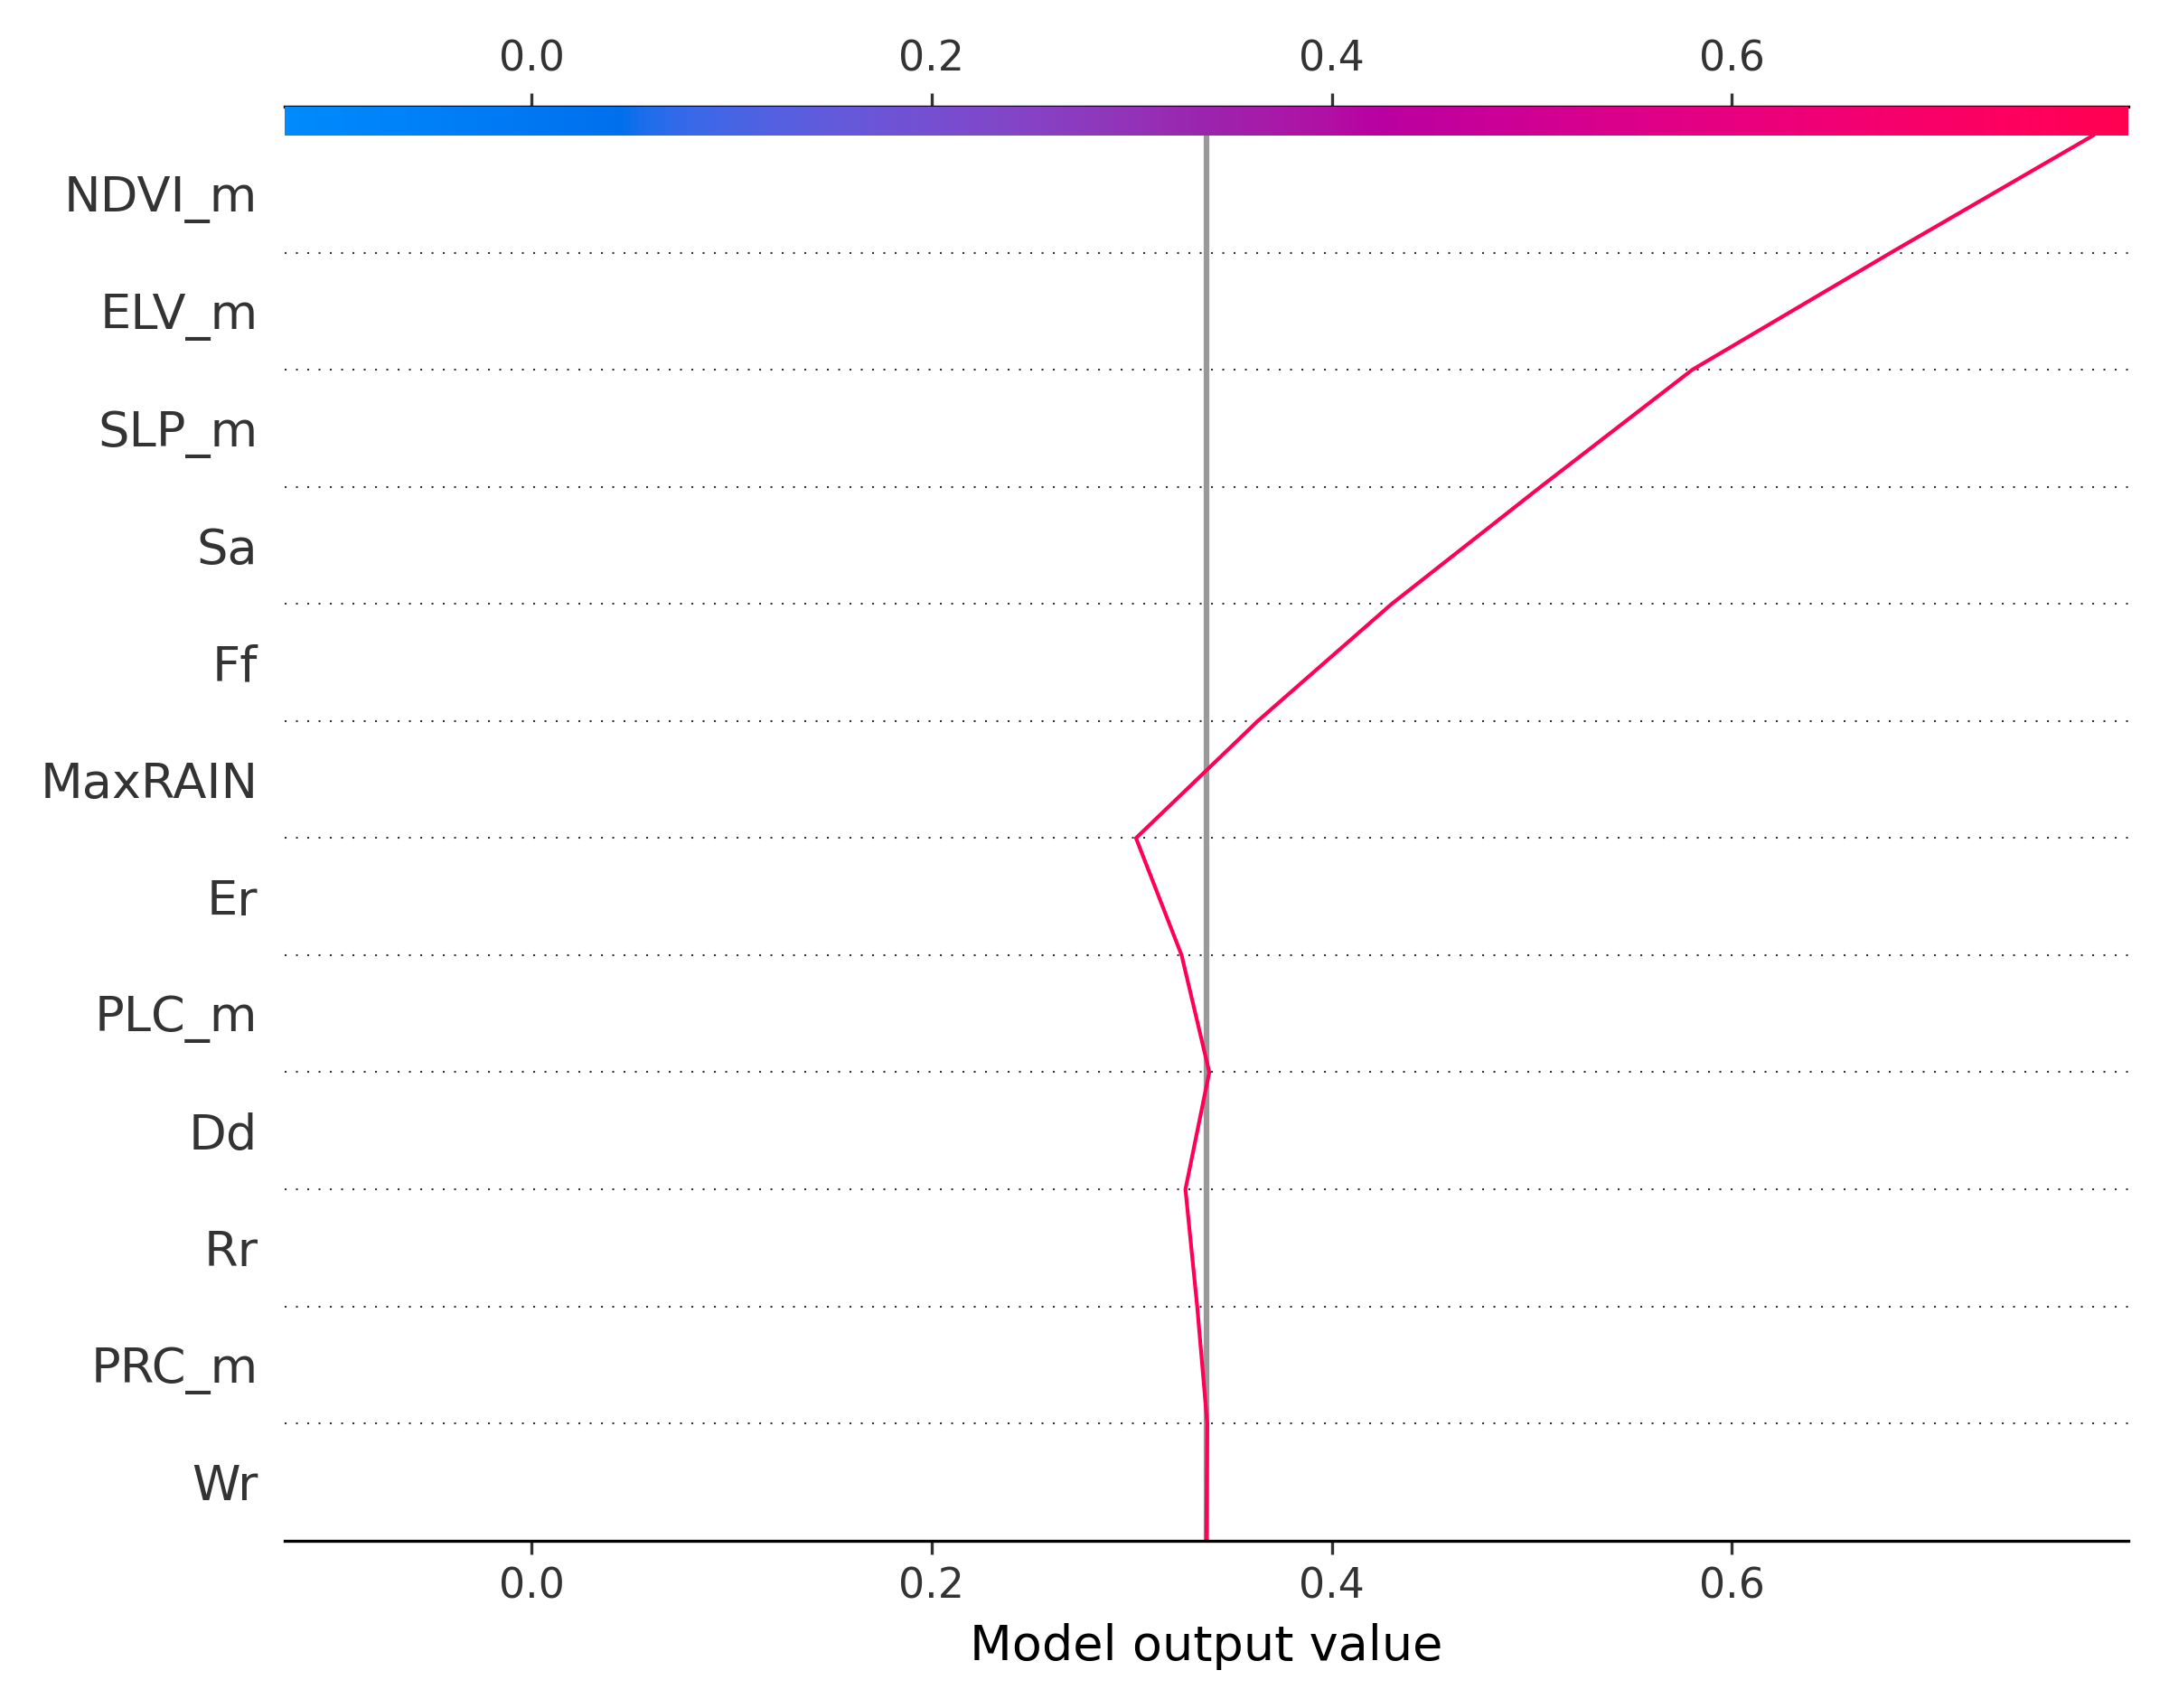 0.0 0.2 0.4 0.6
NDVI_m
ELV_m
SLP_m
Sa
Ff
MaxRAIN
Er
PLC_m
Dd
Rr
PRC_m
Wr
0.0 0.2 0.4 0.6
Model output value